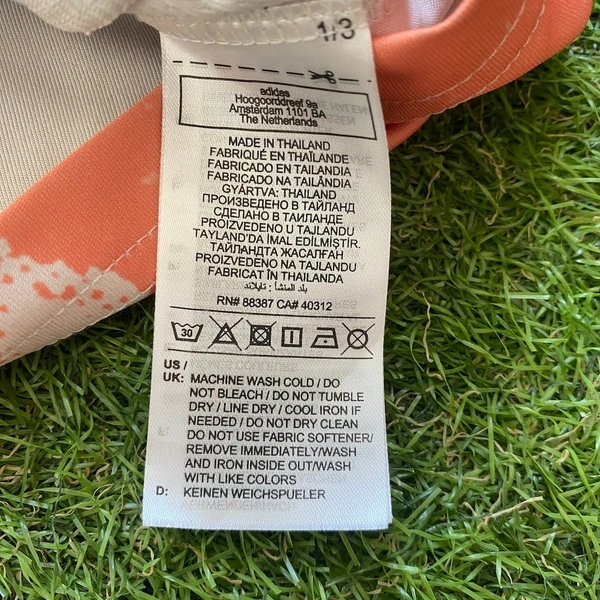 1/3
adidas
Hoogoorddreef 9a
Amsterdam 1101 BA
The Netherlands
MADE IN THAILAND
FABRIQUÉ EN THAÏLANDE
FABRICADO EN TAILANDIA
FABRICADO NA TAILÂNDIA
GYÁRTVA: THAILAND
ПРОИЗВЕДЕНО В ТАЙЛАНД
СДЕЛАНО В ТАИЛАНДЕ
PROIZVEDENO U TAJLANDU
TAYLAND'DA İMAL EDİLMİŞTİR.
ТАЙЛАНДТА ЖАСАЛҒАН
PROIZVEDENO NA TAJLANDU
FABRICAT ÎN THAILANDA
بلد المنشأ: تايلاند
RN# 88387 CA# 40312
30
US /
UK: MACHINE WASH COLD / DO
NOT BLEACH / DO NOT TUMBLE
DRY / LINE DRY / COOL IRON IF
NEEDED / DO NOT DRY CLEAN
DO NOT USE FABRIC SOFTENER/
REMOVE IMMEDIATELY/WASH
AND IRON INSIDE OUT/WASH
WITH LIKE COLORS
D: KEINEN WEICHSPUELER